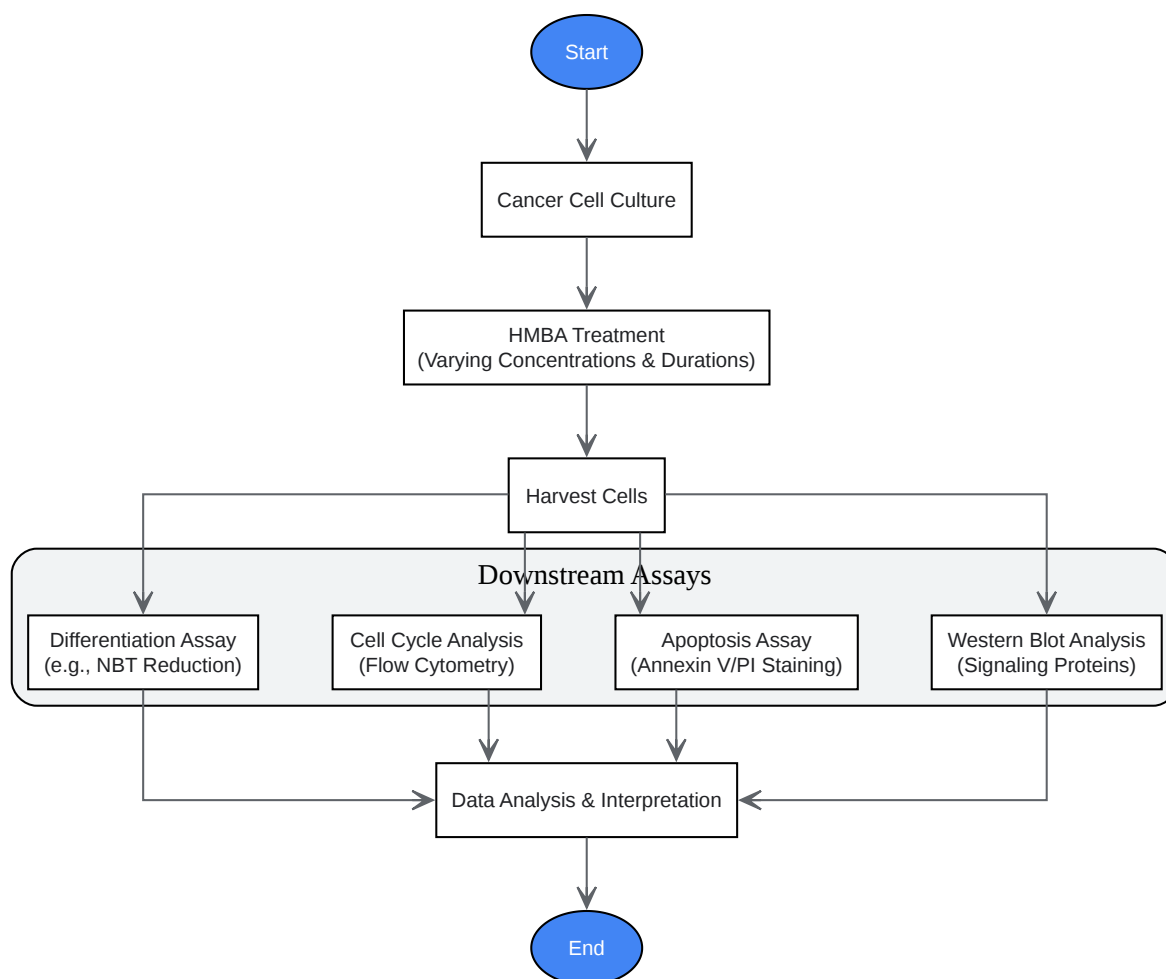 Start
Cancer Cell Culture
HMBA Treatment
(Varying Concentrations & Durations)
Harvest Cells
Downstream Assays
Differentiation Assay
(e.g., NBT Reduction)
Cell Cycle Analysis
(Flow Cytometry)
Apoptosis Assay
(Annexin V/PI Staining)
Western Blot Analysis
(Signaling Proteins)
Data Analysis & Interpretation
End